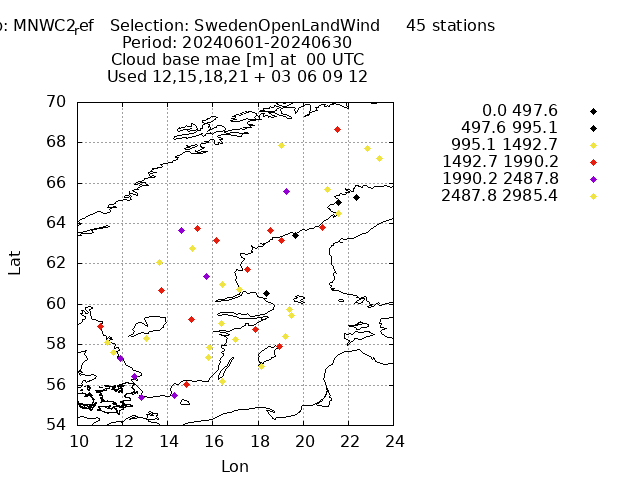 o: MNWC2ref Selection: SwedenOpenLandWind 45 stations
Period: 20240601-20240630
Cloud base mae [m] at 00 UTC
Used 12,15,18,21 + 03 06 09 12
0.0 497.6
497.6 995.1
995.1 1492.7
1492.7 1990.2
1990.2 2487.8
2487.8 2985.4
70
68
66
64
62
60
58
56
54
Lat
10 12 14 16 18 20 22 24
Lon